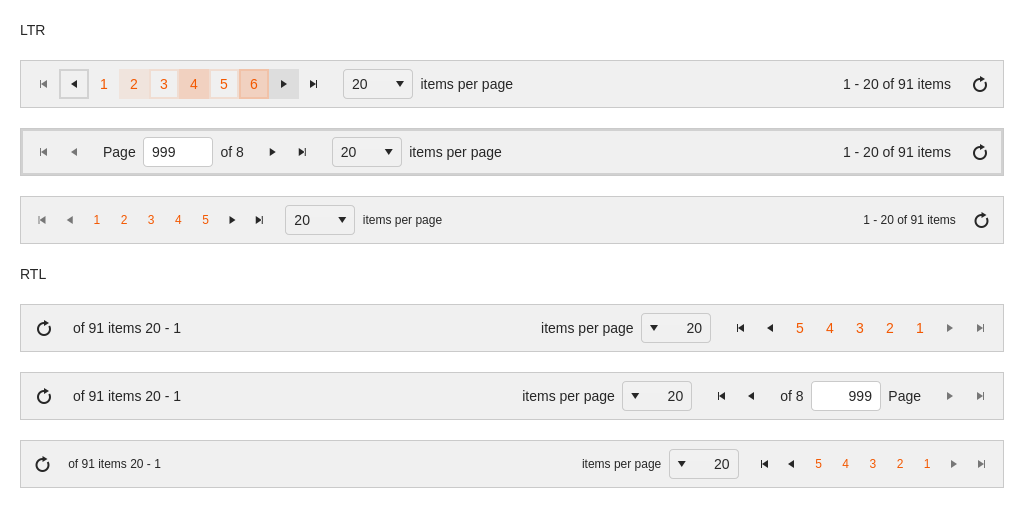 LTR
1 2 3 4 5 6 20 items per page 1 - 20 of 91 items
Page 999 of 8 20 items per page 1 - 20 of 91 items
1 2 3 4 5 20 items per page 1 - 20 of 91 items
RTL
of 91 items 20 - 1 items per page 20 5 4 3 2 1
of 91 items 20 - 1 items per page 20 of 8 999 Page
of 91 items 20 - 1 items per page 20 5 4 3 2 1